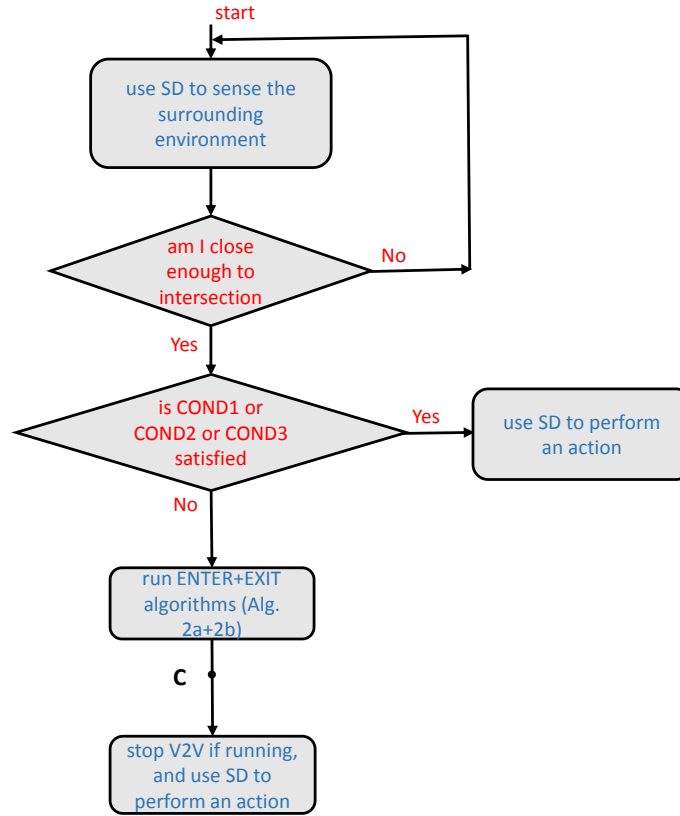 start
use SD to sense the
surrounding
environment
am I close
enough to
intersection
No
Yes
is COND1 or
COND2 or COND3
satisfied
Yes
use SD to perform
an action
No
run ENTER+EXIT
algorithms (Alg.
2a+2b)
C
stop V2V if running,
and use SD to
perform an action